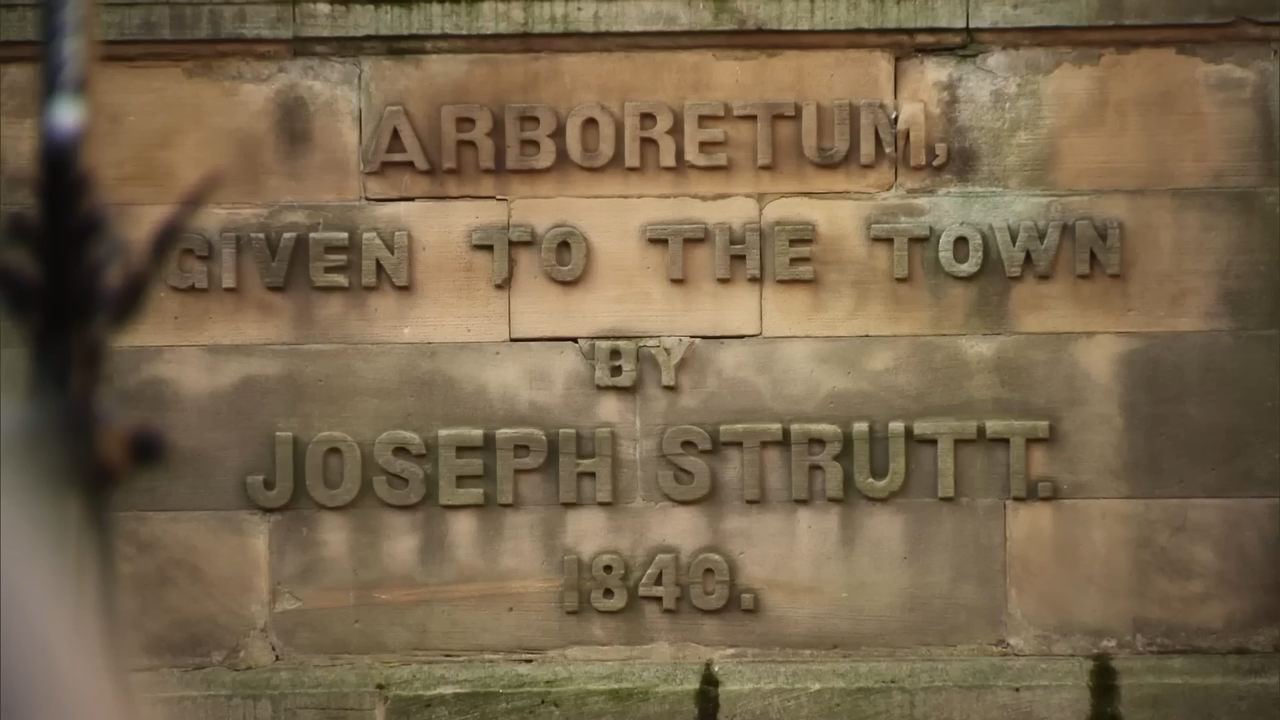 ARBORETUM,
GIVEN TO THE TOWN
BY
JOSEPH STRUTT.
1840.